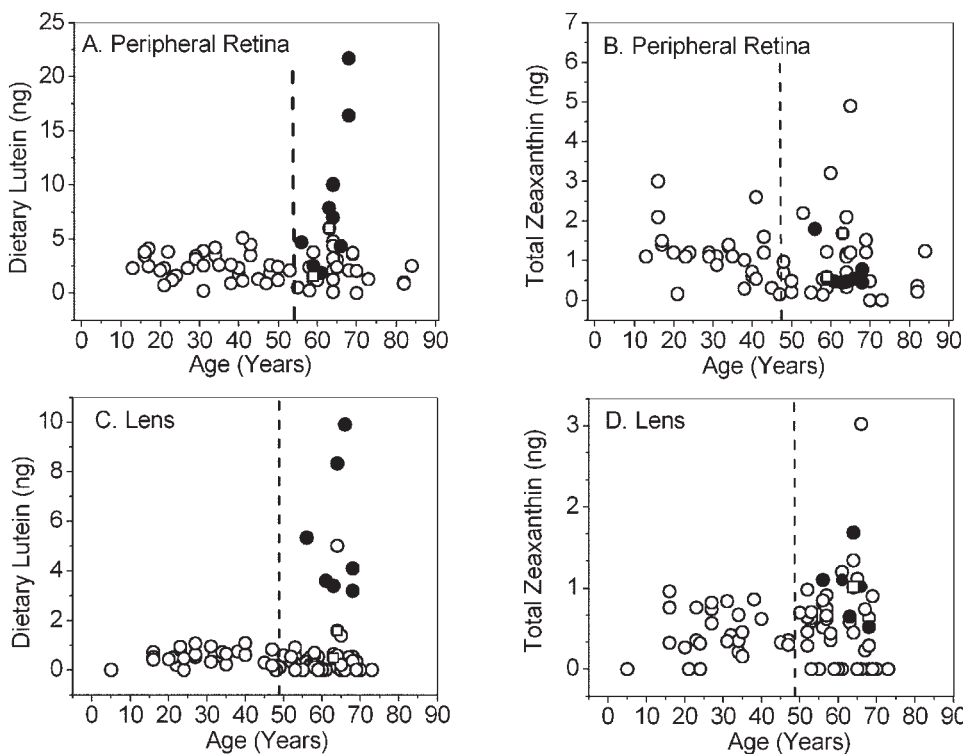 A. Peripheral Retina
Dietary Lutein (ng)
25
20
15
10
5
0
0 10 20 30 40 50 60 70 80 90
Age (Years)
B. Peripheral Retina
Total Zeaxanthin (ng)
7
6
5
4
3
2
1
0
0 10 20 30 40 50 60 70 80 90
Age (Years)
C. Lens
Dietary Lutein (ng)
10
8
6
4
2
0
0 10 20 30 40 50 60 70 80 90
Age (Years)
D. Lens
Total Zeaxanthin (ng)
3
2
1
0
0 10 20 30 40 50 60 70 80 90
Age (Years)